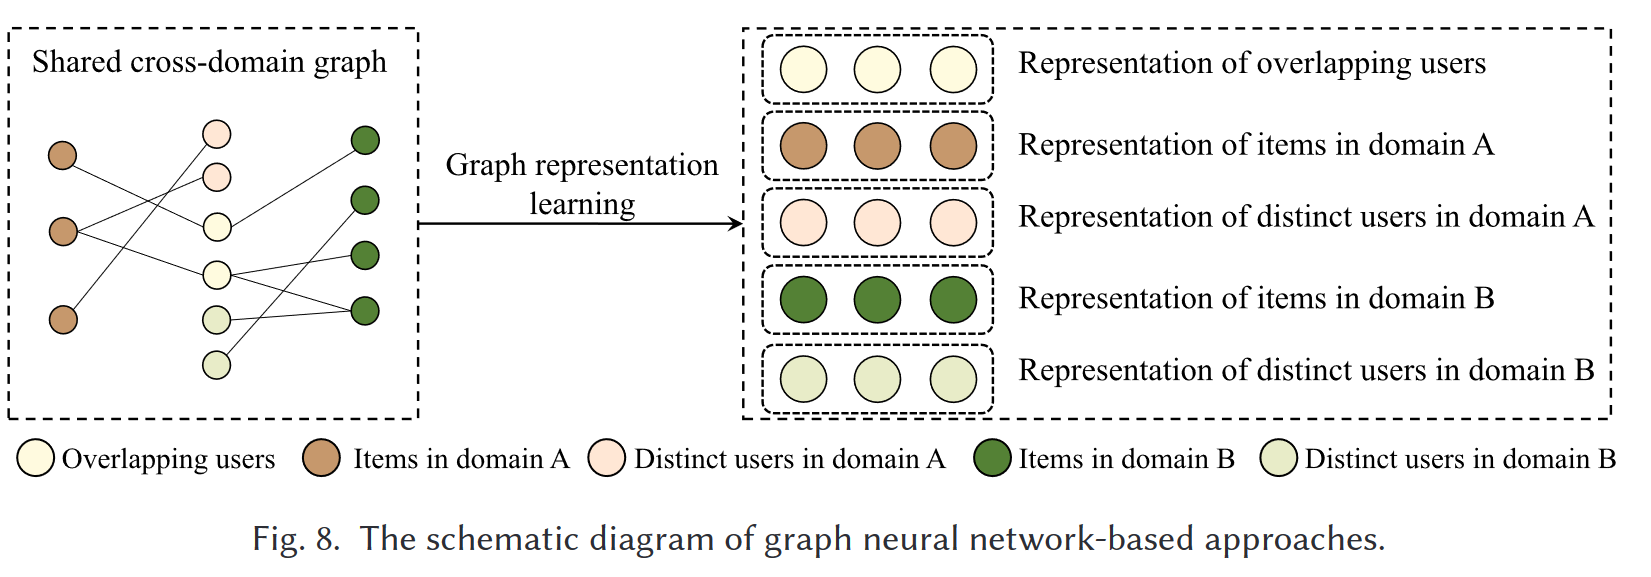 Shared cross-domain graph
Graph representation
learning
Representation of overlapping users
Representation of items in domain A
Representation of distinct users in domain A
Representation of items in domain B
Representation of distinct users in domain B
Overlapping users
Items in domain A
Distinct users in domain A
Items in domain B
Distinct users in domain B
Fig. 8. The schematic diagram of graph neural network-based approaches.